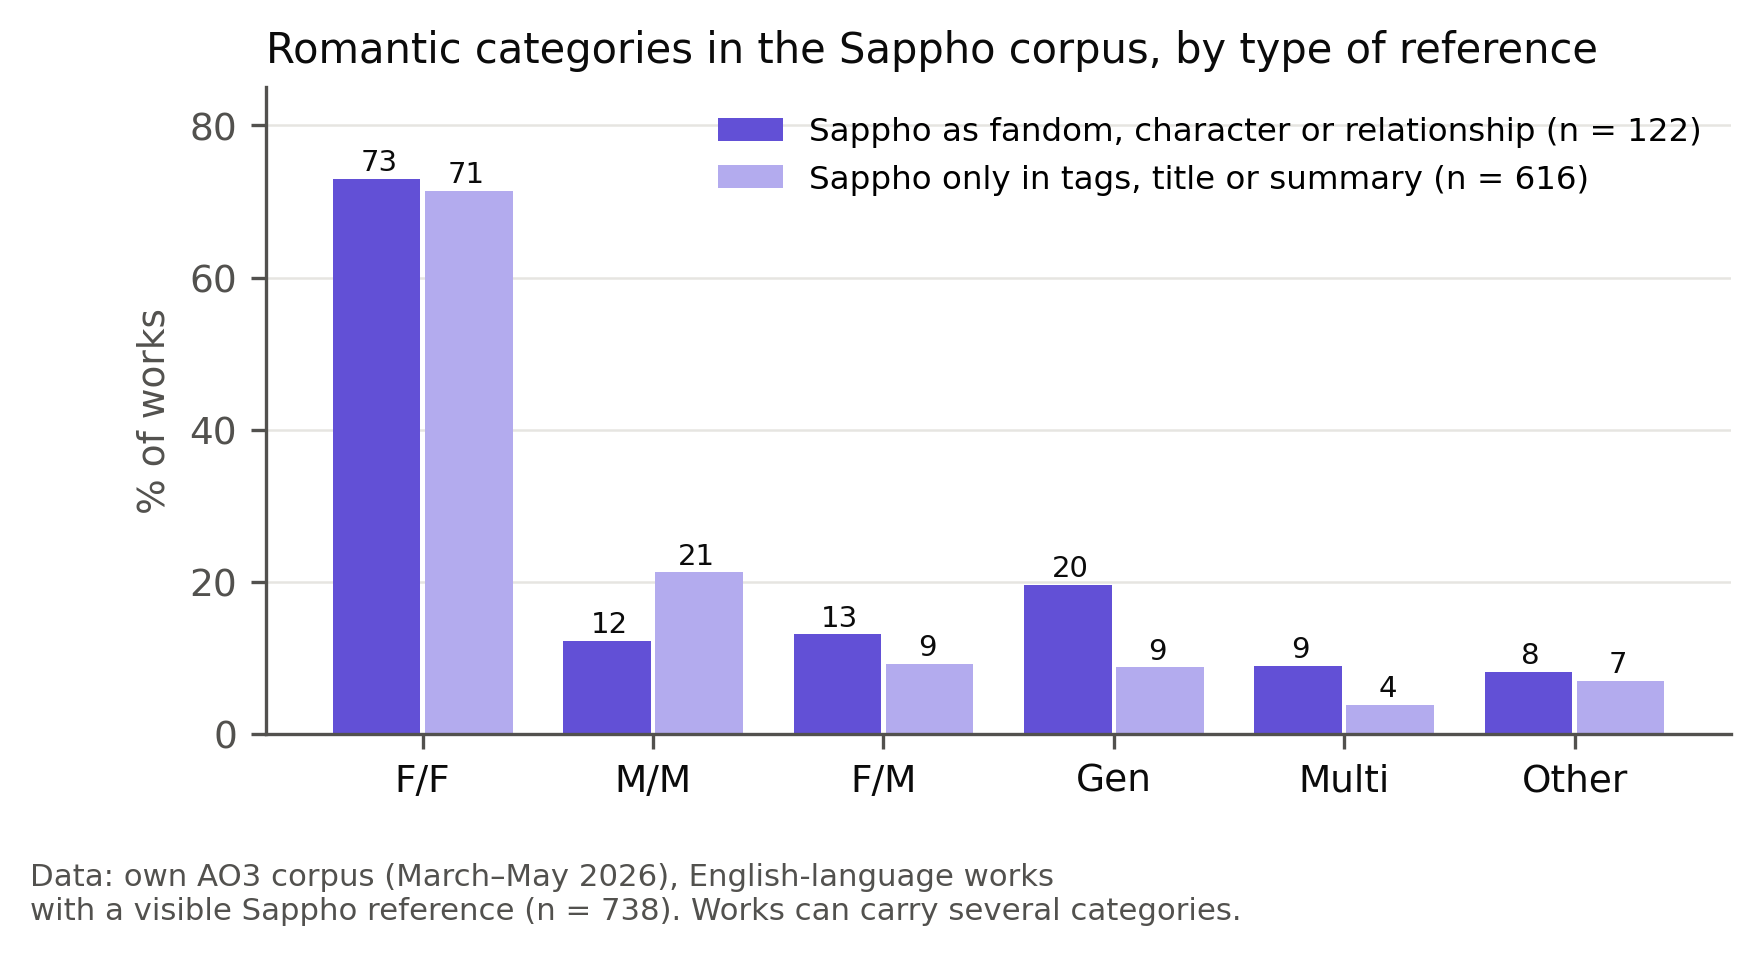 Romantic categories in the Sappho corpus, by type of reference
Sappho as fandom, character or relationship (n = 122)
Sappho only in tags, title or summary (n = 616)
% of works
80
60
40
20
0
73
71
12
21
13
9
20
9
9
4
8
7
F/F
M/M
F/M
Gen
Multi
Other
Data: own AO3 corpus (March–May 2026), English-language works
with a visible Sappho reference (n = 738). Works can carry several categories.